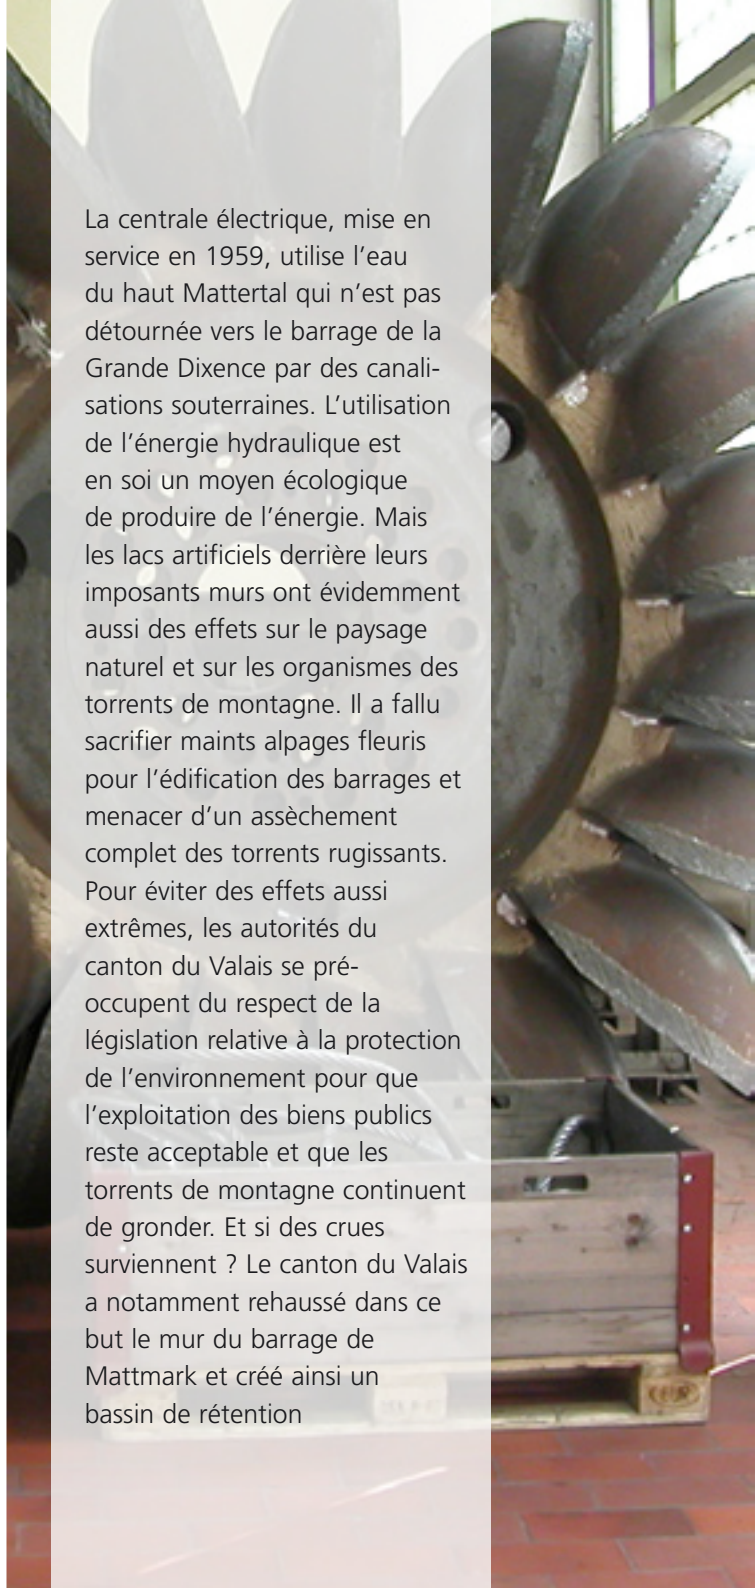 La centrale électrique, mise en
service en 1959, utilise l’eau
du haut Mattertal qui n’est pas
détournée vers le barrage de la
Grande Dixence par des canali-
sations souterraines. L’utilisation
de l’énergie hydraulique est
en soi un moyen écologique
de produire de l’énergie. Mais
les lacs artificiels derrière leurs
imposants murs ont évidemment
aussi des effets sur le paysage
naturel et sur les organismes des
torrents de montagne. Il a fallu
sacrifier maints alpages fleuris
pour l’édification des barrages et
menacer d’un assèchement
complet des torrents rugissants.
Pour éviter des effets aussi
extrêmes, les autorités du
canton du Valais se pré-
occupent du respect de la
législation relative à la protection
de l’environnement pour que
l’exploitation des biens publics
reste acceptable et que les
torrents de montagne continuent
de gronder. Et si des crues
surviennent ? Le canton du Valais
a notamment rehaussé dans ce
but le mur du barrage de
Mattmark et créé ainsi un
bassin de rétention